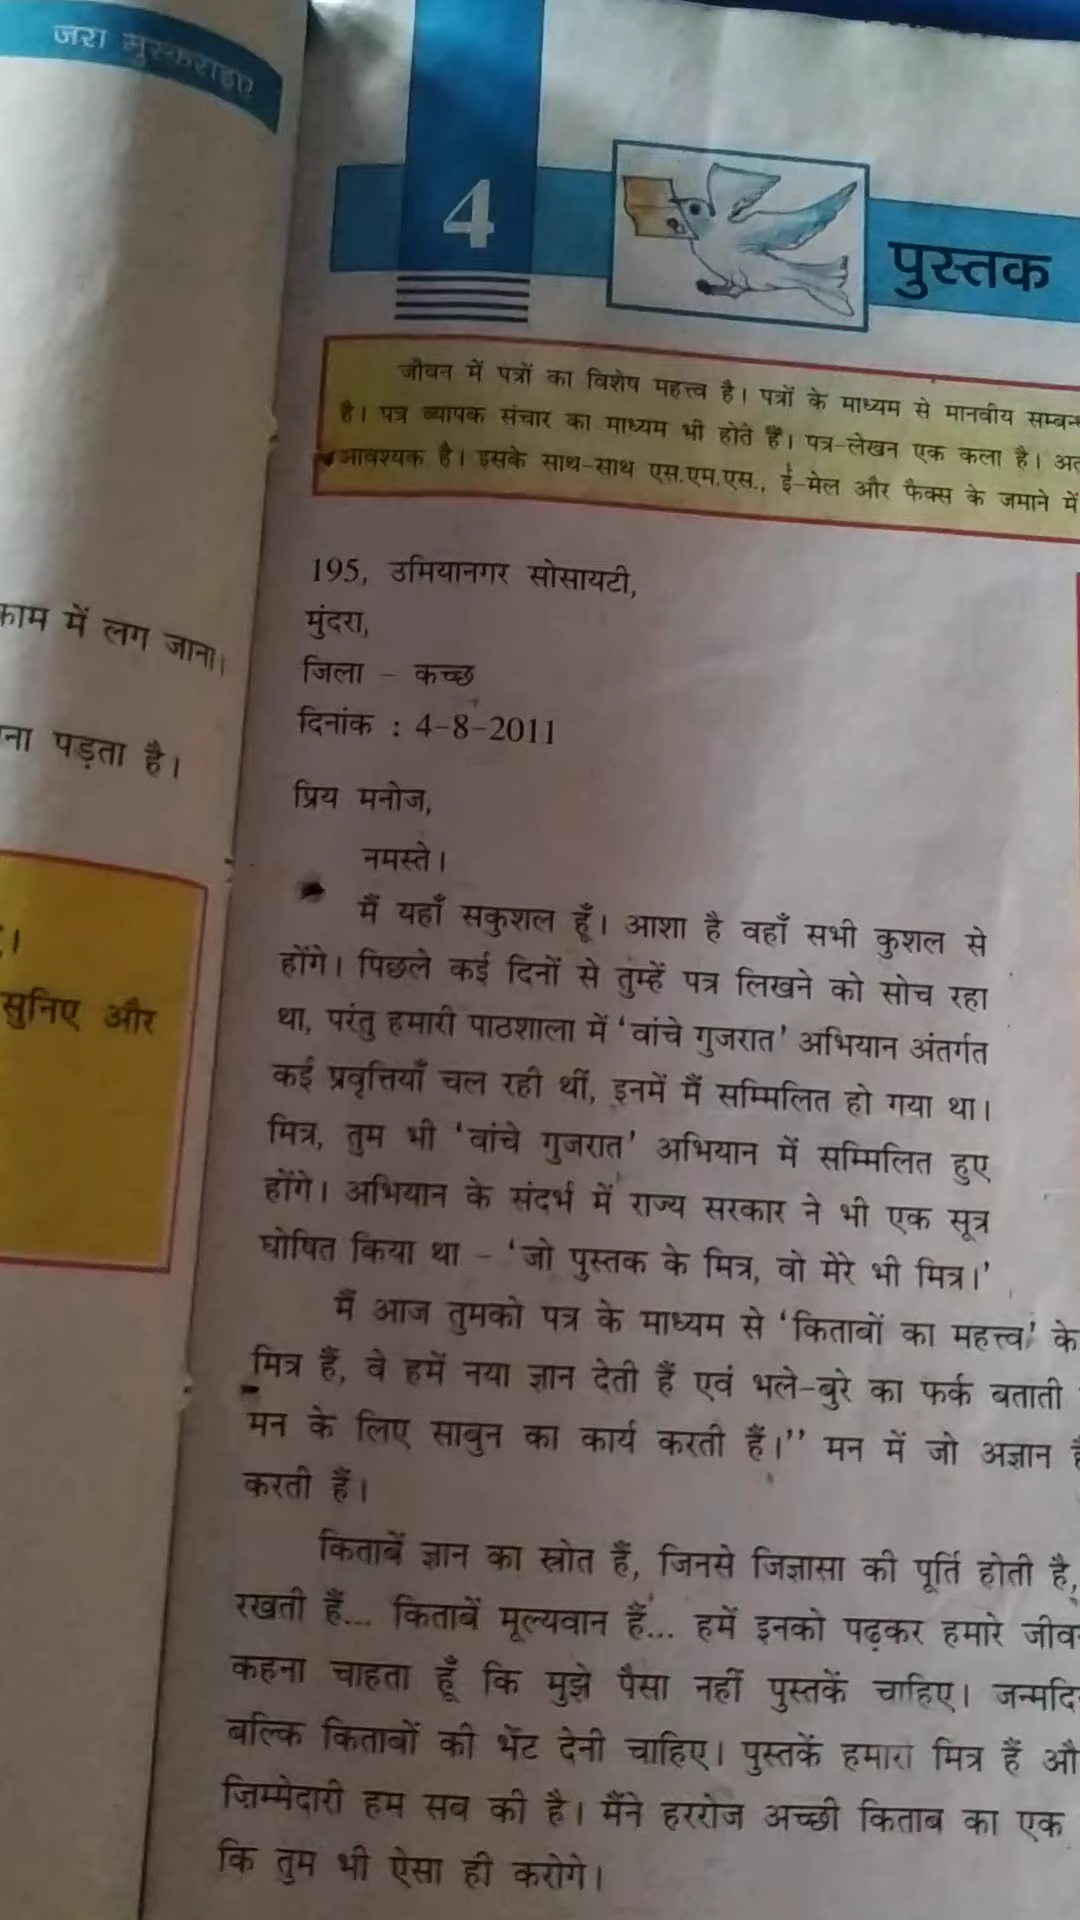 जरा मुस्कराइए
काम में लग जाना।
पड़ता है।
सुनिए और
4
पुस्तक
जीवन में पत्रों का विशेष महत्त्व है। पत्रों के माध्यम से मानवीय
है। पत्र व्यापक संचार का माध्यम भी होते हैं। पत्र-लेखन एक कला है।
आवश्यक है। इसके साथ-साथ एस.एम.एस., ई-मेल और फैक्स के जमाने में
195, उमियानगर सोसायटी,
मुंदरा,
जिला - कच्छ
दिनांक : 4-8-2011
प्रिय मनोज,
नमस्ते।
मैं यहाँ सकुशल हूँ। आशा है वहाँ सभी कुशल से
होंगे। पिछले कई दिनों से तुम्हें पत्र लिखने को सोच रहा
था, परंतु हमारी पाठशाला में 'वांचे गुजरात' अभियान अंतर्गत
कई प्रवृत्तियाँ चल रही थीं, इनमें मैं सम्मिलित हो गया था।
मित्र, तुम भी 'वांचे गुजरात' अभियान में सम्मिलित हुए
होंगे। अभियान के संदर्भ में राज्य सरकार ने भी एक सूत्र
घोषित किया था - 'जो पुस्तक के मित्र, वो मेरे भी मित्र।'
मैं आज तुमको पत्र के माध्यम से 'किताबों का महत्त्व' के
मित्र हैं, वे हमें नया ज्ञान देती हैं एवं भले-बुरे का फर्क बताती
मन के लिए साबुन का कार्य करती हैं।'' मन में जो अज्ञान
करती हैं।
किताबें ज्ञान का स्रोत हैं, जिनसे जिज्ञासा की पूर्ति होती है,
रखती हैं... किताबें मूल्यवान हैं... हमें इनको पढ़कर हमारे
कहना चाहता हूँ कि मुझे पैसा नहीं पुस्तकें चाहिए।
बल्कि किताबों की भेंट देनी चाहिए। पुस्तकें हमारा मित्र हैं
ज़िम्मेदारी हम सब की है। मैंने हररोज अच्छी किताब का एक
कि तुम भी ऐसा ही करोगे।